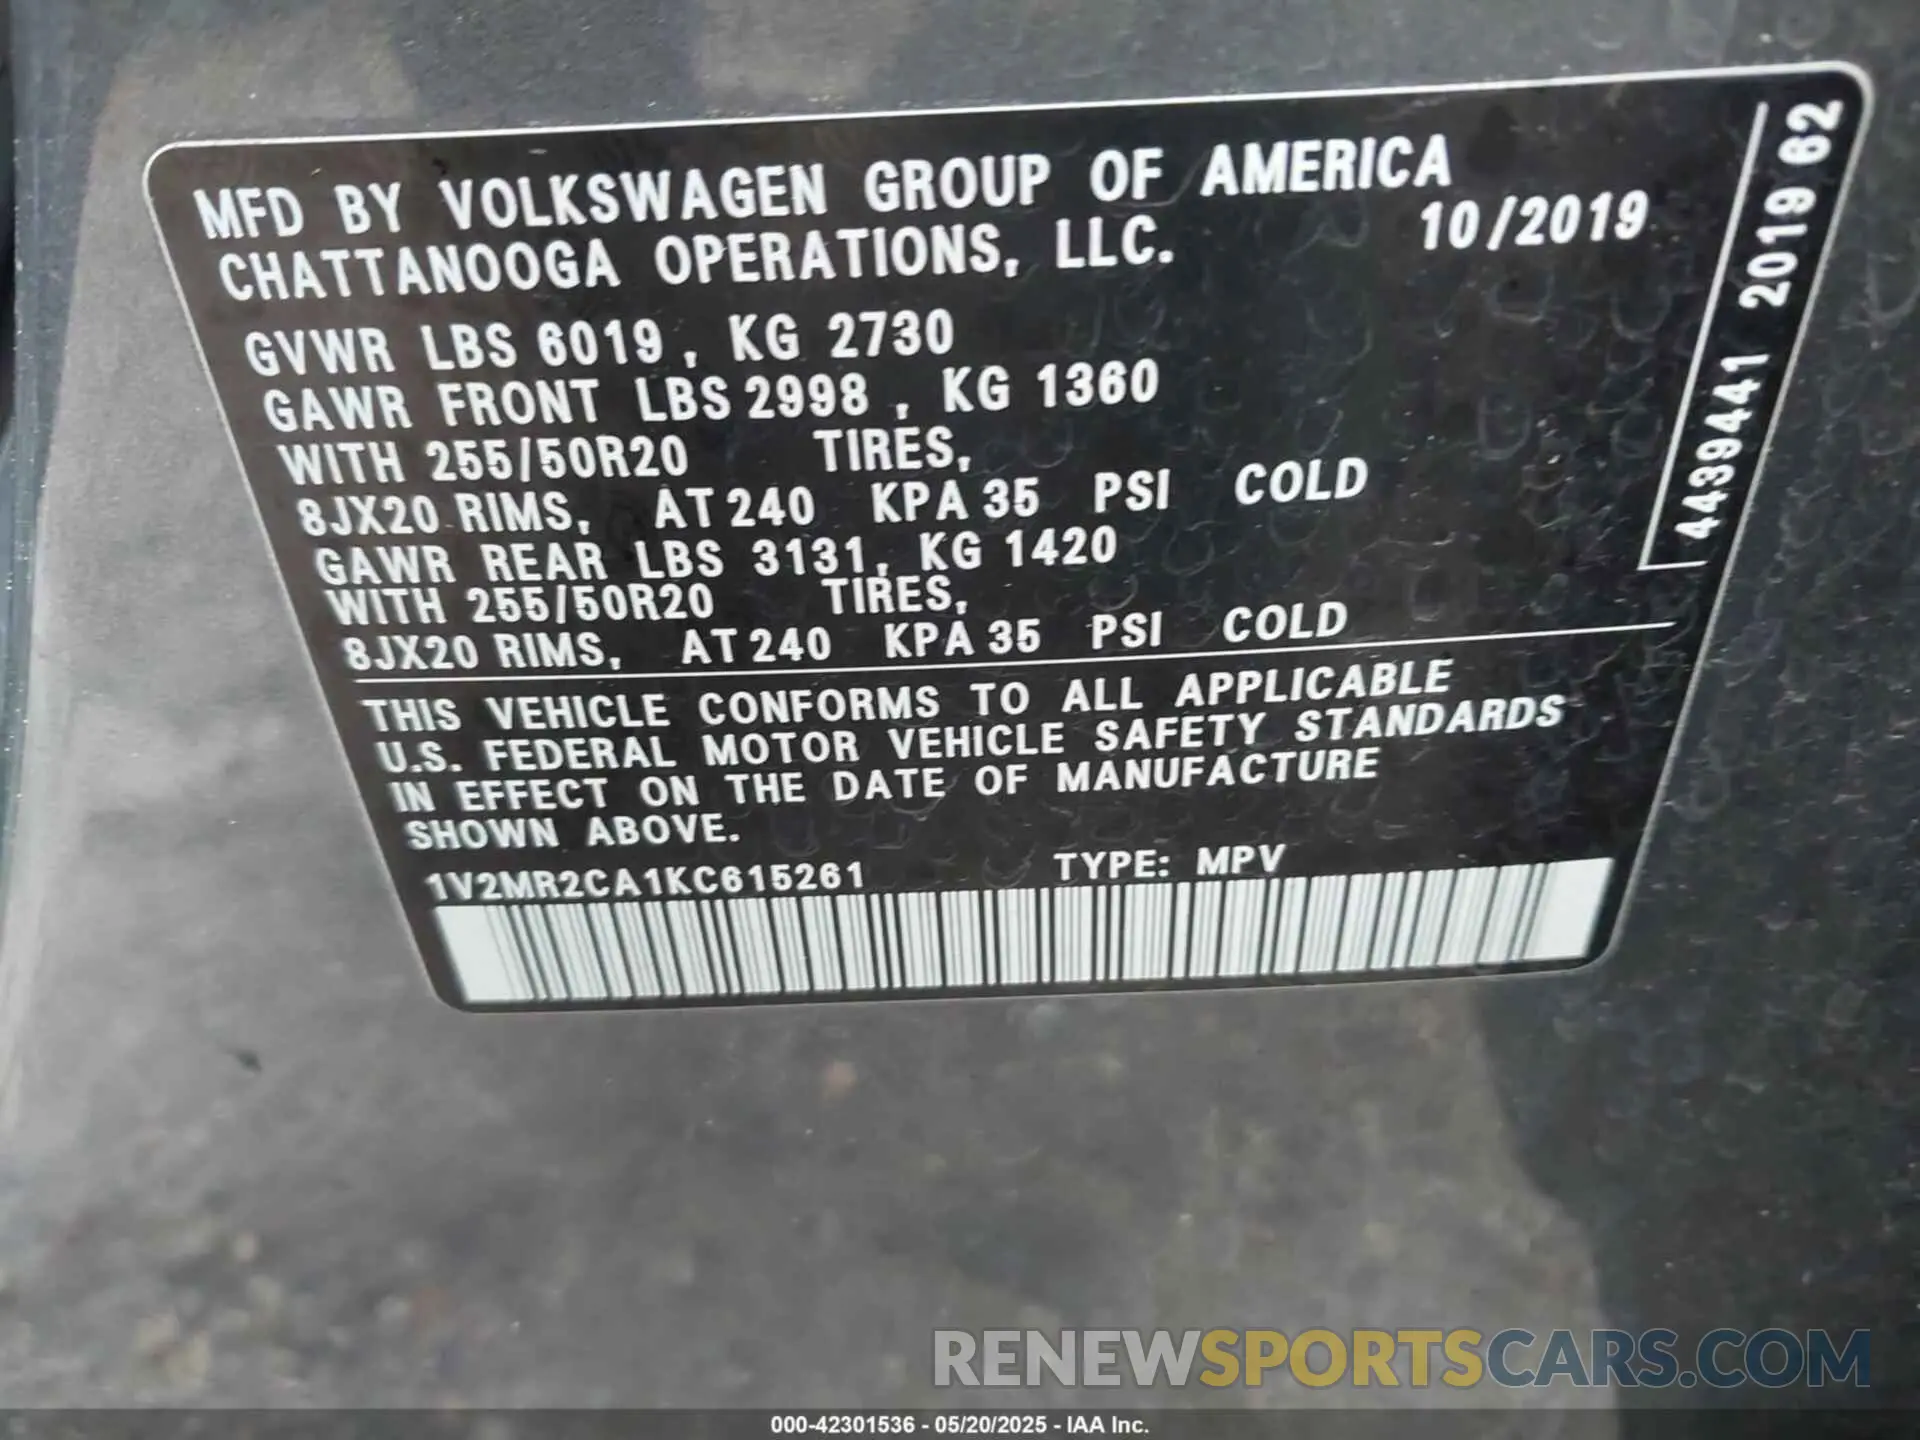 MFD BY VOLKSWAGEN GROUP OF AMERICA
CHATTANOOGA OPERATIONS, LLC. 10/2019
GVWR LBS 6019 , KG 2730
GAWR FRONT LBS 2998 , KG 1360
WITH 255/50R20 TIRES,
8JX20 RIMS, AT 240 KPA 35 PSI COLD
GAWR REAR LBS 3131, KG 1420
WITH 255/50R20 TIRES,
8JX20 RIMS, AT 240 KPA 35 PSI COLD
THIS VEHICLE CONFORMS TO ALL APPLICABLE
U.S. FEDERAL MOTOR VEHICLE SAFETY STANDARDS
IN EFFECT ON THE DATE OF MANUFACTURE
SHOWN ABOVE.
1V2MR2CA1KC615261 TYPE: MPV
4439441 2019 62
RENEWSPORTSCARS.COM
000-42301536 - 05/20/2025 - IAA Inc.